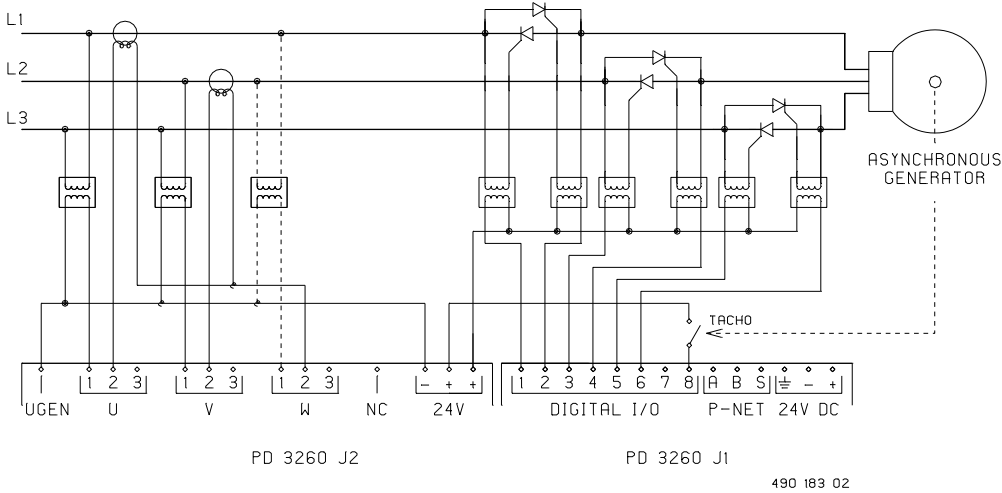 L1
L2
L3
ASYNCHRONOUS
GENERATOR
TACHO
1 2 3 1 2 3 1 2 3 - + + 1 2 3 4 5 6 7 8 A B S - +
UGEN U V W NC 24V DIGITAL I/O P-NET 24V DC
PD 3260 J2 PD 3260 J1
490 183 02